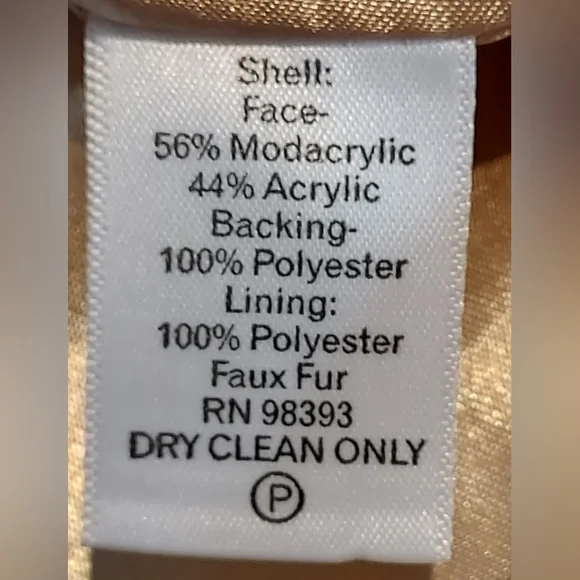 Shell:
Face-
56% Modacrylic
44% Acrylic
Backing-
100% Polyester
Lining:
100% Polyester
Faux Fur
RN 98393
DRY CLEAN ONLY
P